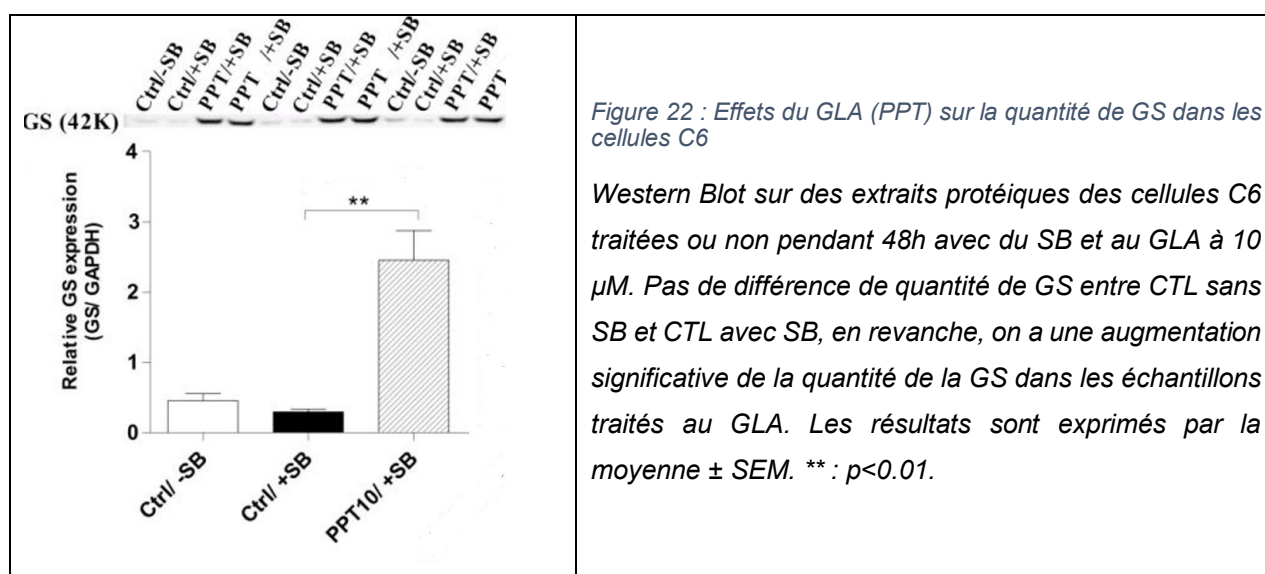 Ctrl/-SB
Ctrl/+SB
PPT/+SB
PPT /+SB
Ctrl/-SB
Ctrl/+SB
PPT/+SB
PPT /+SB
Ctrl/-SB
Ctrl/+SB
PPT/+SB
PPT
GS (42K)
4
3
2
1
0
**
Relative GS expression
(GS/ GAPDH)
Ctrl/ -SB
Ctrl/ +SB
PPT10/ +SB
Figure 22 : Effets du GLA (PPT) sur la quantité de GS dans les
cellules C6
Western Blot sur des extraits protéiques des cellules C6
traitées ou non pendant 48h avec du SB et au GLA à 10
µM. Pas de différence de quantité de GS entre CTL sans
SB et CTL avec SB, en revanche, on a une augmentation
significative de la quantité de la GS dans les échantillons
traités au GLA. Les résultats sont exprimés par la
moyenne ± SEM. ** : p<0.01.